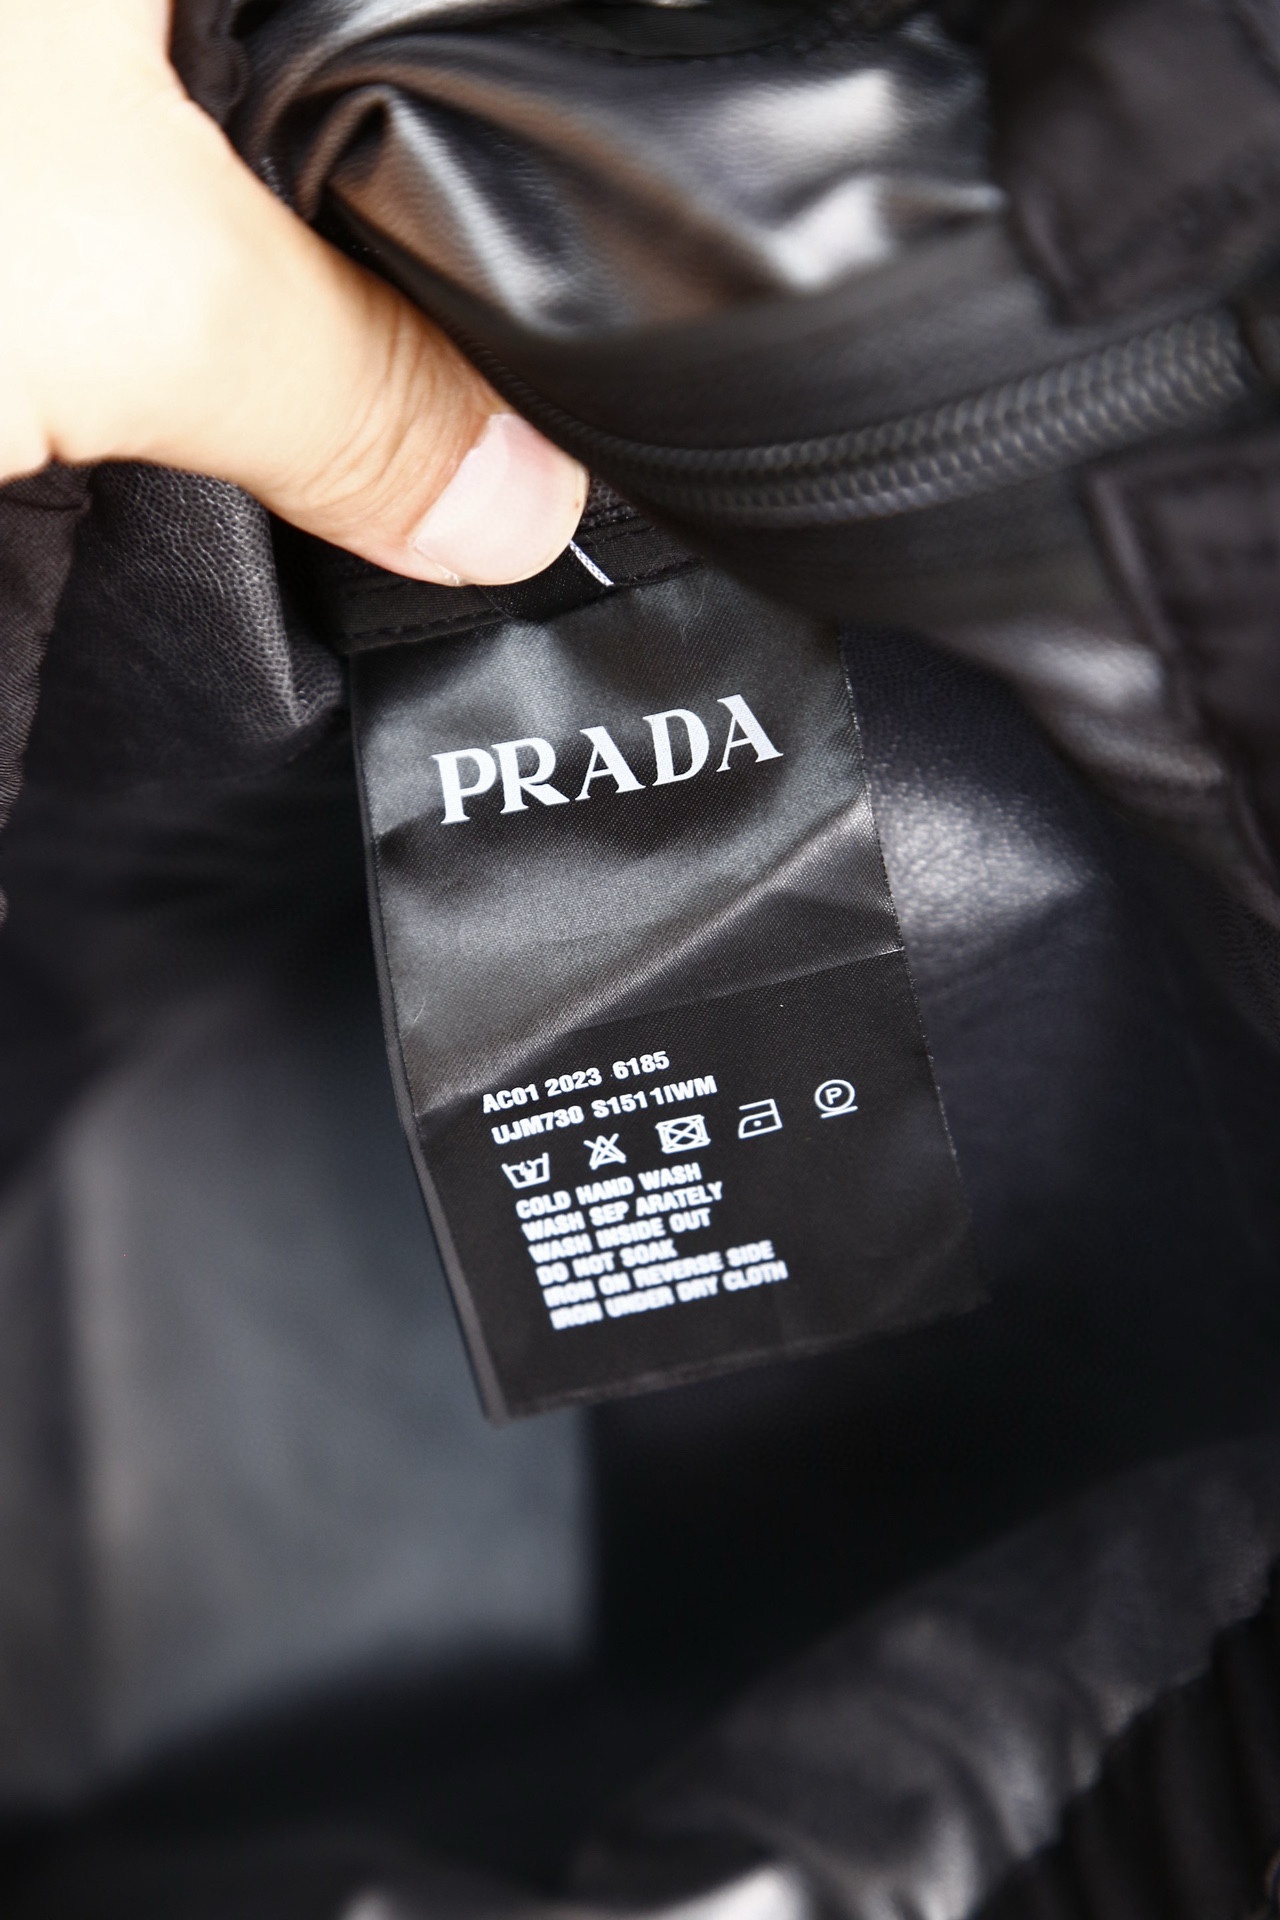 PRADA
AC01 2023 6185
UJM730 S1511IWM
P
COLD HAND WASH
WASH SEP ARATELY
WASH INSIDE OUT
DO NOT SOAK
IRON ON REVERSE SIDE
IRON UNDER DRY CLOTH